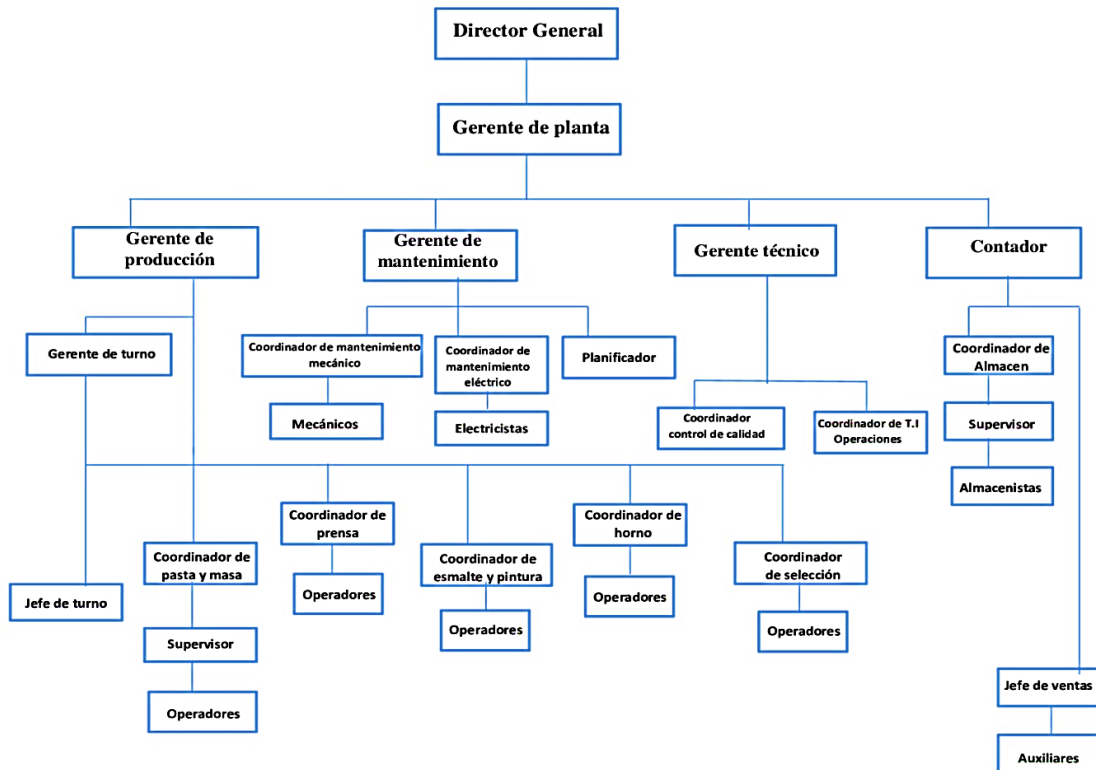 Director General
Gerente de planta
Gerente de
producción
Gerente de
mantenimiento
Gerente técnico
Contador
Gerente de turno
Coordinador de mantenimiento
mecánico
Coordinador de
mantenimiento
eléctrico
Planificador
Coordinador de
Almacen
Mecánicos
Electricistas
Coordinador
control de calidad
Coordinador de T.I
Operaciones
Supervisor
Almacenistas
Coordinador de
prensa
Coordinador de
horno
Coordinador de
pasta y masa
Coordinador de
esmalte y pintura
Coordinador
de selección
Jefe de turno
Operadores
Operadores
Operadores
Operadores
Supervisor
Operadores
Jefe de ventas
Auxiliares